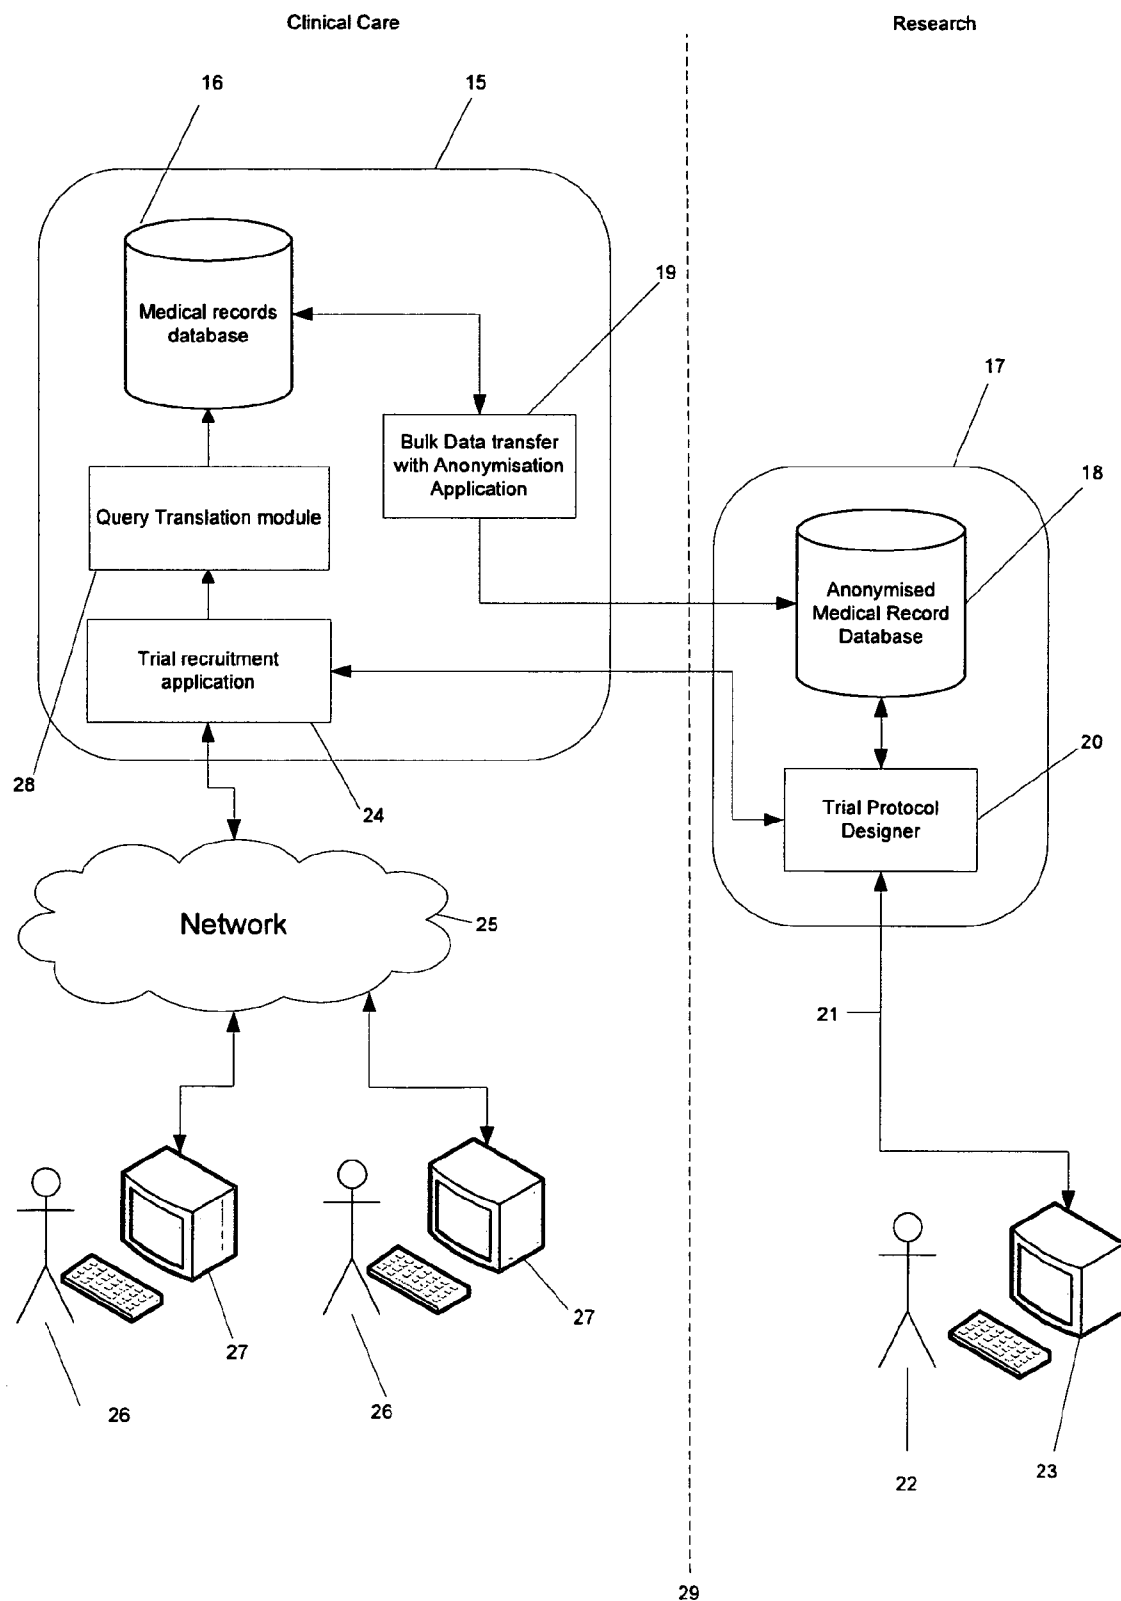 Clinical Care
Research
16
15
19
Medical records
database
17
Bulk Data transfer
with Anonymisation
Application
18
Query Translation module
Anonymised
Medical Record
Database
Trial recruitment
application
20
28
24
Trial Protocol
Designer
Network
25
21
27
27
26
26
22
23
29